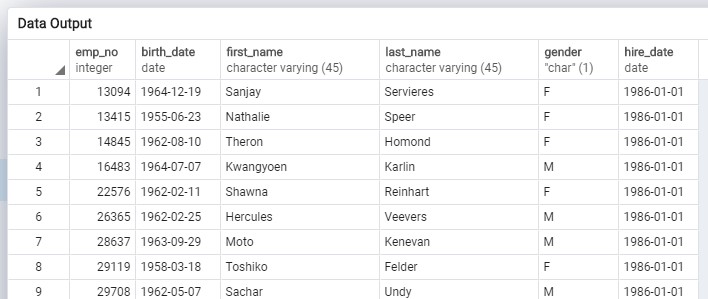 Data Output
emp_no birth_date first_name last_name gender hire_date
integer date character varying (45) character varying (45) "char" (1) date
1 13094 1964-12-19 Sanjay Servieres F 1986-01-01
2 13415 1955-06-23 Nathalie Speer F 1986-01-01
3 14845 1962-08-10 Theron Homond F 1986-01-01
4 16483 1964-07-07 Kwangyoen Karlin M 1986-01-01
5 22576 1962-02-11 Shawna Reinhart F 1986-01-01
6 26365 1962-02-25 Hercules Veevers M 1986-01-01
7 28637 1963-09-29 Moto Kenevan M 1986-01-01
8 29119 1958-03-18 Toshiko Felder F 1986-01-01
9 29708 1962-05-07 Sachar Undy M 1986-01-01